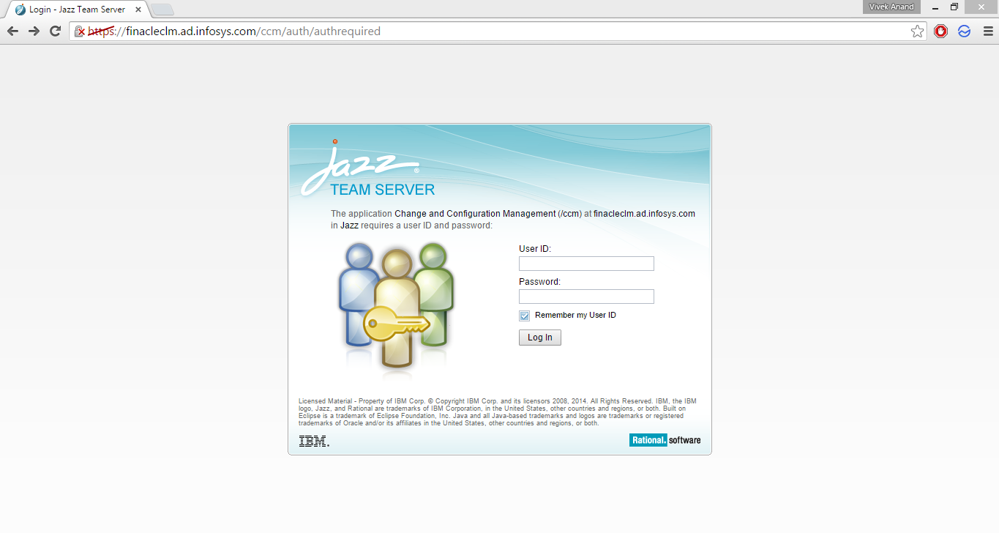 Login - Jazz Team Server
Vivek Anand
https://finacleclm.ad.infosys.com/ccm/auth/authrequired
jazz®
TEAM SERVER
The application Change and Configuration Management (/ccm) at finacleclm.ad.infosys.com
in Jazz requires a user ID and password:
User ID:
Password:
Remember my User ID
Log In
Licensed Material - Property of IBM Corp. © Copyright IBM Corp. and its licensors 2008, 2014. All Rights Reserved. IBM, the IBM
logo, Jazz, and Rational are trademarks of IBM Corporation, in the United States, other countries and regions, or both. Built on
Eclipse is a trademark of Eclipse Foundation, Inc. Java and all Java-based trademarks and logos are trademarks or registered
trademarks of Oracle and/or its affiliates in the United States, other countries and regions, or both.
IBM.
Rational. software